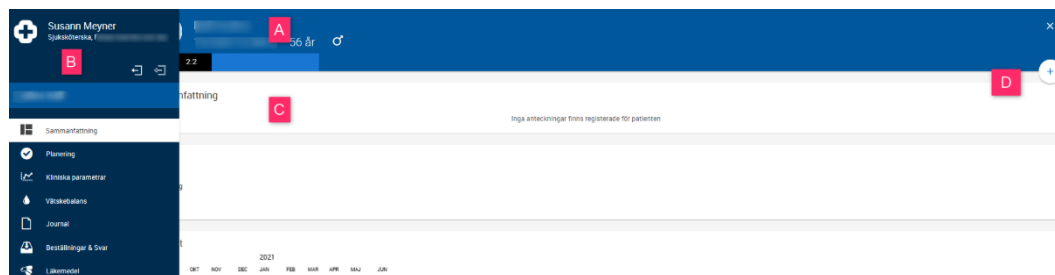 Susann Meyner
Sjuksköterska,
A
56 år
B
2:2
D
+
nfattning
C
Inga anteckningar finns registrerade för patienten
Sammanfattning
Planering
Kliniska parametrar
g
Vätskebalans
Journal
Beställningar & Svar
t
2021
Läkemedel
OKT NOV DEC JAN FEB MAR APR MAJ JUN